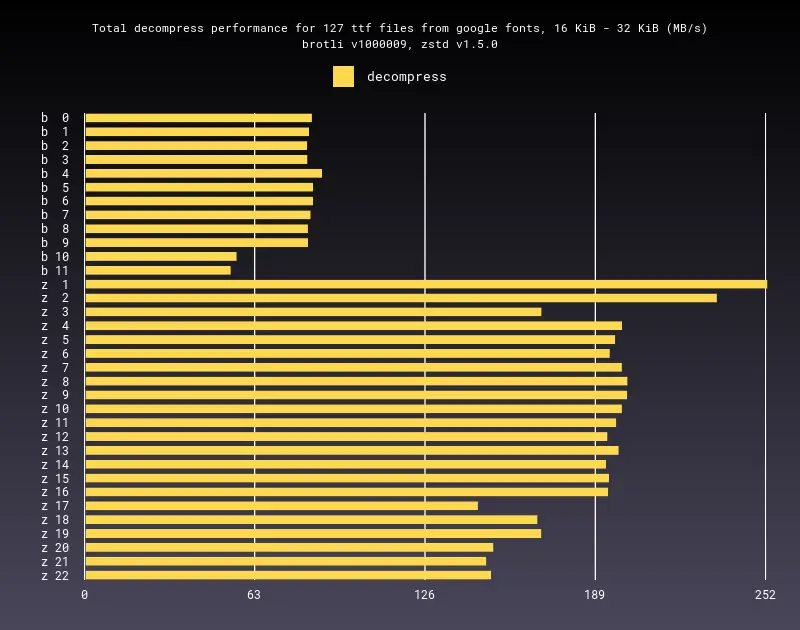 Total decompress performance for 127 ttf files from google fonts, 16 KiB - 32 KiB (MB/s)
brotli v1000009, zstd v1.5.0
decompress
b 0
b 1
b 2
b 3
b 4
b 5
b 6
b 7
b 8
b 9
b 10
b 11
z 1
z 2
z 3
z 4
z 5
z 6
z 7
z 8
z 9
z 10
z 11
z 12
z 13
z 14
z 15
z 16
z 17
z 18
z 19
z 20
z 21
z 22
0 63 126 189 252